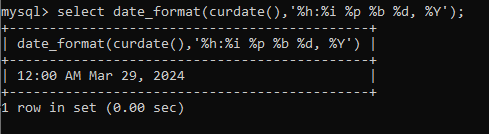 mysql> select date_format(curdate(),'%h:%i %p %b %d, %Y');
+---------------------------------------------+
| date_format(curdate(),'%h:%i %p %b %d, %Y') |
+---------------------------------------------+
| 12:00 AM Mar 29, 2024                       |
+---------------------------------------------+
1 row in set (0.00 sec)